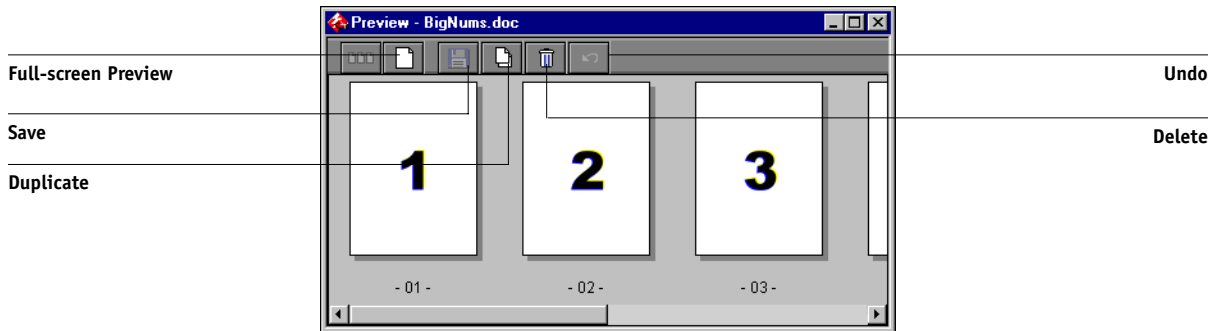 Preview - BigNums.doc
Full-screen Preview
Undo
Save
Delete
Duplicate
1 2 3
- 01 - - 02 - - 03 -